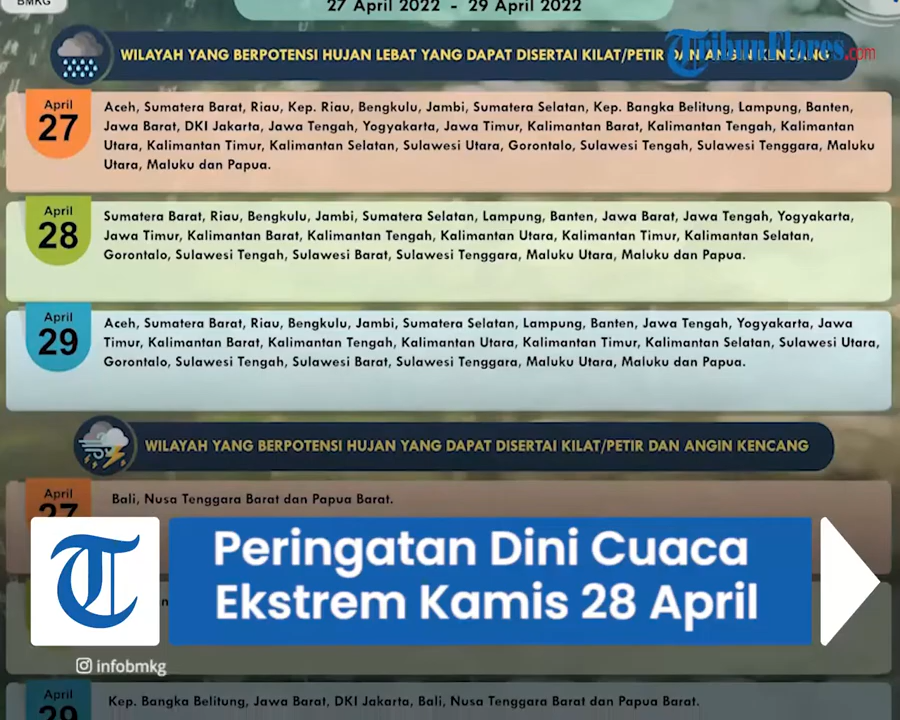 BMKG
27 April 2022 - 29 April 2022
TribunFlores.com
WILAYAH YANG BERPOTENSI HUJAN LEBAT YANG DAPAT DISERTAI KILAT/PETIR DAN ANGIN KENCANG
April
27
Aceh, Sumatera Barat, Riau, Kep. Riau, Bengkulu, Jambi, Sumatera Selatan, Kep. Bangka Belitung, Lampung, Banten,
Jawa Barat, DKI Jakarta, Jawa Tengah, Yogyakarta, Jawa Timur, Kalimantan Barat, Kalimantan Tengah, Kalimantan
Utara, Kalimantan Timur, Kalimantan Selatan, Sulawesi Utara, Gorontalo, Sulawesi Tengah, Sulawesi Tenggara, Maluku
Utara, Maluku dan Papua.
April
28
Sumatera Barat, Riau, Bengkulu, Jambi, Sumatera Selatan, Lampung, Banten, Jawa Barat, Jawa Tengah, Yogyakarta,
Jawa Timur, Kalimantan Barat, Kalimantan Tengah, Kalimantan Utara, Kalimantan Timur, Kalimantan Selatan,
Gorontalo, Sulawesi Tengah, Sulawesi Barat, Sulawesi Tenggara, Maluku Utara, Maluku dan Papua.
April
29
Aceh, Sumatera Barat, Riau, Bengkulu, Jambi, Sumatera Selatan, Lampung, Banten, Jawa Tengah, Yogyakarta, Jawa
Timur, Kalimantan Barat, Kalimantan Tengah, Kalimantan Utara, Kalimantan Timur, Kalimantan Selatan, Sulawesi Utara,
Gorontalo, Sulawesi Tengah, Sulawesi Barat, Sulawesi Tenggara, Maluku Utara, Maluku dan Papua.
WILAYAH YANG BERPOTENSI HUJAN YANG DAPAT DISERTAI KILAT/PETIR DAN ANGIN KENCANG
April
27
Bali, Nusa Tenggara Barat dan Papua Barat.
T
Peringatan Dini Cuaca
Ekstrem Kamis 28 April
infobmkg
April
29
Kep. Bangka Belitung, Jawa Barat, DKI Jakarta, Bali, Nusa Tenggara Barat dan Papua Barat.